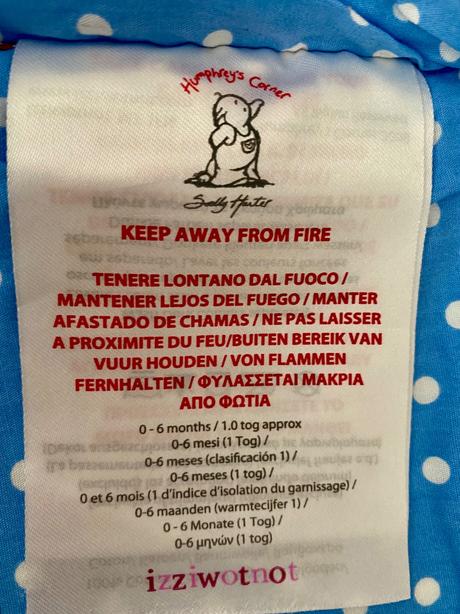 Humphrey's Corner
Sally Hunter
KEEP AWAY FROM FIRE
TENERE LONTANO DAL FUOCO /
MANTENER LEJOS DEL FUEGO / MANTER
AFASTADO DE CHAMAS / NE PAS LAISSER
A PROXIMITE DU FEU/BUITEN BEREIK VAN
VUUR HOUDEN / VON FLAMMEN
FERNHALTEN / ΦΥΛΑΣΣΕΤΑΙ ΜΑΚΡΙΑ
ΑΠΟ ΦΩΤΙΑ
0 - 6 months / 1.0 tog approx
0-6 mesi (1 Tog) /
0-6 meses (clasificación 1) /
0-6 meses (1 tog) /
0 et 6 mois (1 d'indice d'isolation du garnissage) /
0-6 maanden (warmtecijfer 1) /
0 - 6 Monate (1 Tog) /
0-6 μηνών (1 tog)
izziwotnot